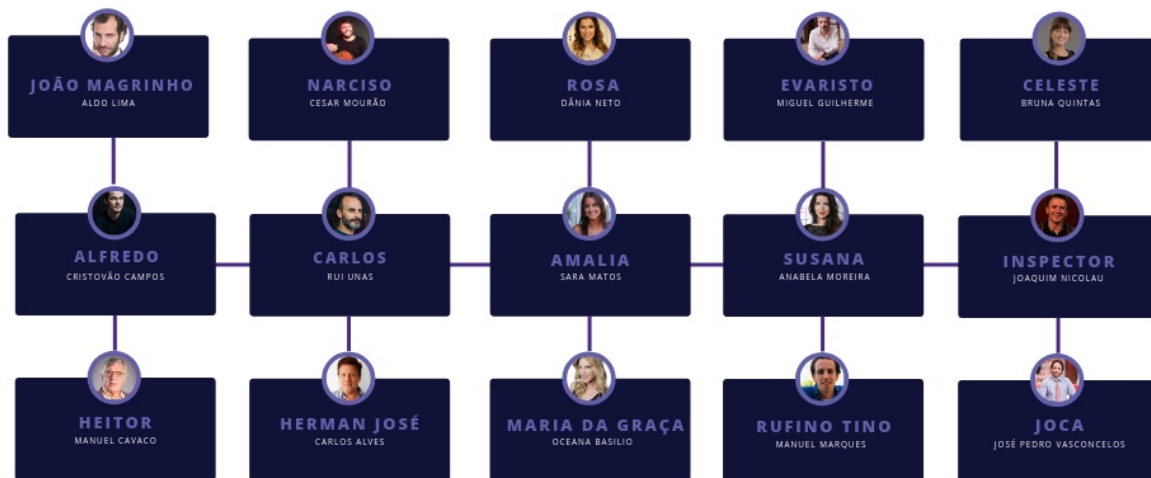 JOÃO MAGRINHO
ALDO LIMA
NARCISO
CESAR MOURÃO
ROSA
DÂNIA NETO
EVARISTO
MIGUEL GUILHERME
CELESTE
BRUNA QUINTAS
ALFREDO
CRISTOVÃO CAMPOS
CARLOS
RUI UNAS
AMALIA
SARA MATOS
SUSANA
ANABELA MOREIRA
INSPECTOR
JOAQUIM NICOLAU
HEITOR
MANUEL CAVACO
HERMAN JOSÉ
CARLOS ALVES
MARIA DA GRAÇA
OCEANA BASILIO
RUFINO TINO
MANUEL MARQUES
JOCA
JOSÉ PEDRO VASCONCELOS